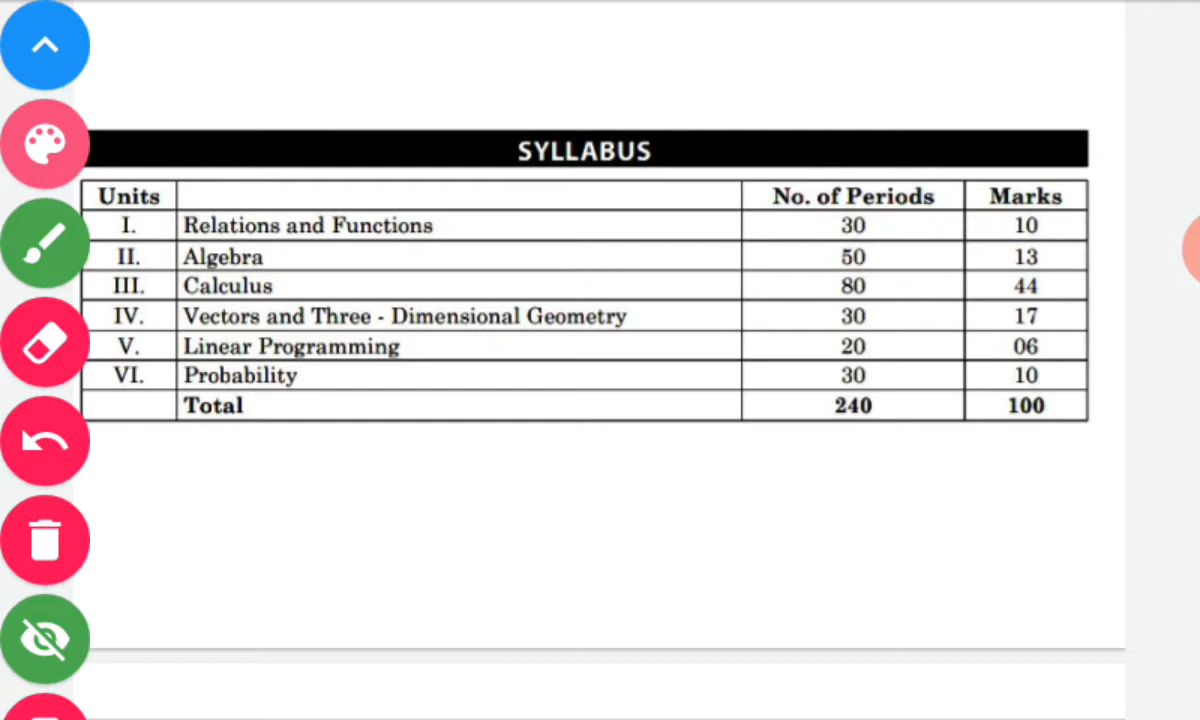 SYLLABUS
Units No. of Periods Marks
I. Relations and Functions 30 10
II. Algebra 50 13
III. Calculus 80 44
IV. Vectors and Three - Dimensional Geometry 30 17
V. Linear Programming 20 06
VI. Probability 30 10
Total 240 100